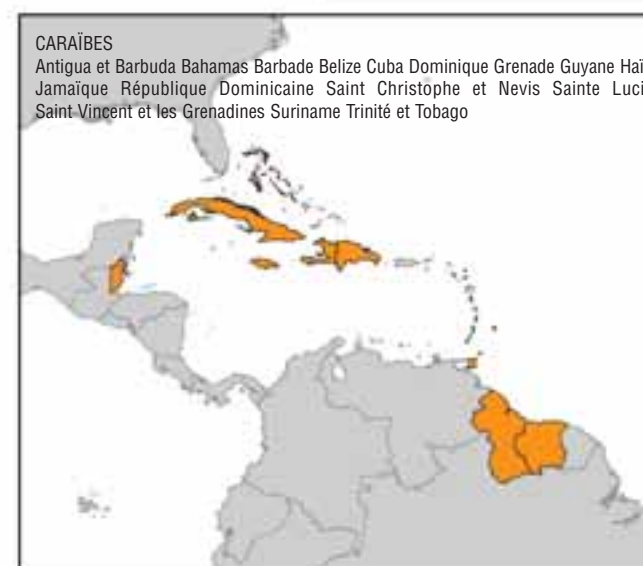 CARAÏBES
Antigua et Barbuda Bahamas Barbade Belize Cuba Dominique Grenade Guyane Haï
Jamaïque République Dominicaine Saint Christophe et Nevis Sainte Luci
Saint Vincent et les Grenadines Suriname Trinité et Tobago